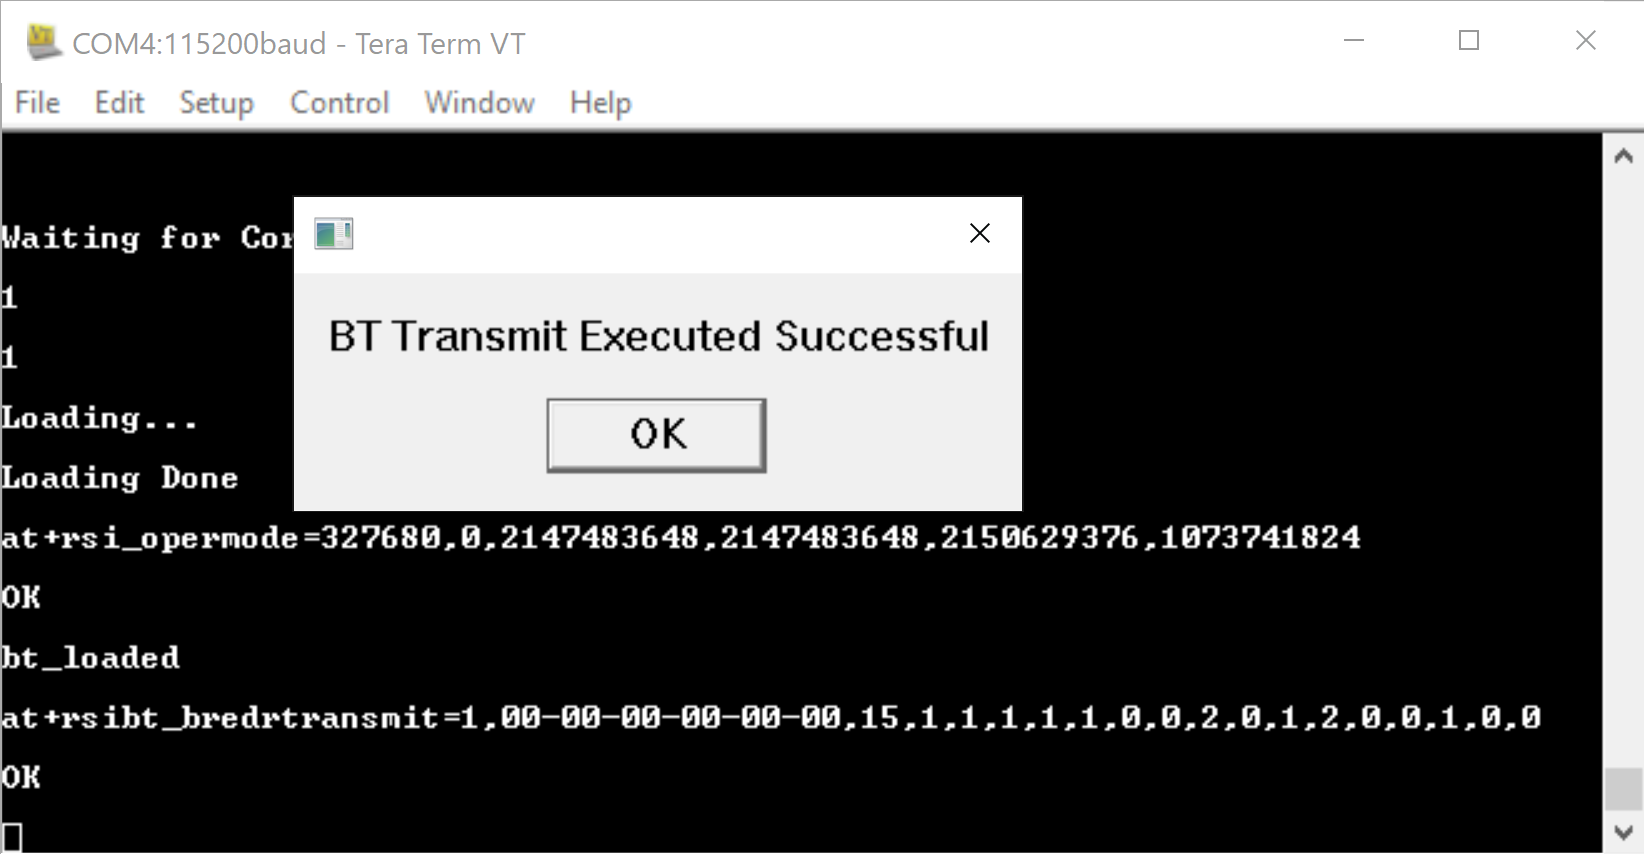 COM4:115200baud - Tera Term VT
File Edit Setup Control Window Help
Waiting for
BT Transmit Executed Successful
OK
1
1
Loading...
Loading Done
at+rsi_opermode=327680,0,2147483648,2147483648,2150629376,1073741824
OK
bt_loaded
at+rsibt_bredrtransmit=1,00-00-00-00-00-00,15,1,1,1,1,1,0,0,2,0,1,2,0,0,1,0,0
OK